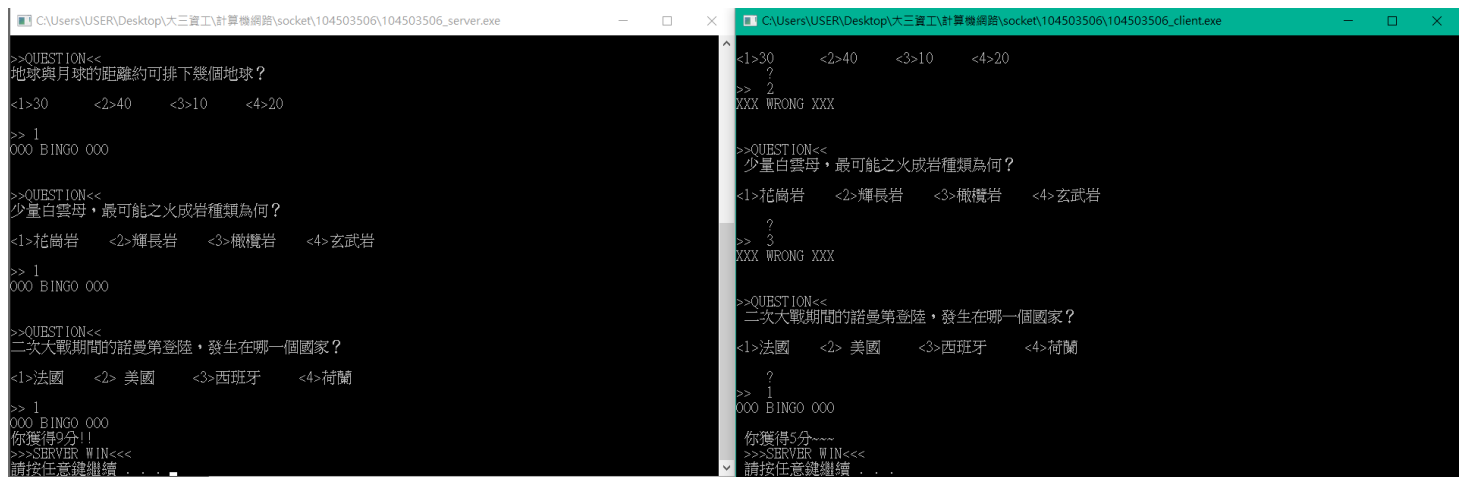 C:\Users\USER\Desktop\大三資工\計算機網路\socket\104503506\104503506_server.exe
>>QUESTION<<
地球與月球的距離約可排下幾個地球？
<1>30 <2>40 <3>10 <4>20
>> 1
OOO BINGO OOO
>>QUESTION<<
少量白雲母，最可能之火成岩種類為何？
<1>花崗岩 <2>輝長岩 <3>橄欖岩 <4>玄武岩
>> 1
OOO BINGO OOO
>>QUESTION<<
二次大戰期間的諾曼第登陸，發生在哪一個國家？
<1>法國 <2> 美國 <3>西班牙 <4>荷蘭
>> 1
OOO BINGO OOO
你獲得9分!!
>>>SERVER WIN<<<
請按任意鍵繼續 . . .
C:\Users\USER\Desktop\大三資工\計算機網路\socket\104503506\104503506_client.exe
<1>30 <2>40 <3>10 <4>20
?
>> 2
XXX WRONG XXX
>>QUESTION<<
少量白雲母，最可能之火成岩種類為何？
<1>花崗岩 <2>輝長岩 <3>橄欖岩 <4>玄武岩
?
>> 3
XXX WRONG XXX
>>QUESTION<<
二次大戰期間的諾曼第登陸，發生在哪一個國家？
<1>法國 <2> 美國 <3>西班牙 <4>荷蘭
?
>> 1
OOO BINGO OOO
你獲得5分~~~
>>>SERVER WIN<<<
請按任意鍵繼續 . . .